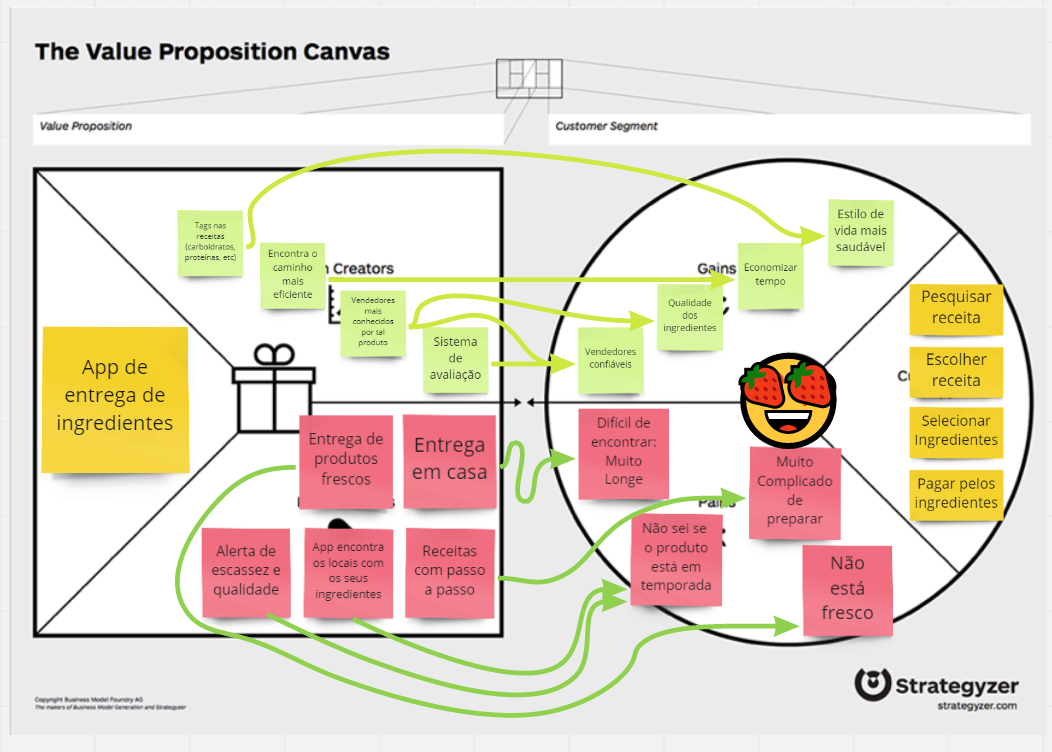 The Value Proposition Canvas
Value Proposition
Customer Segment
Tags nas
receitas
(carboidratos,
proteínas, etc)
Encontra o
caminho
mais
eficiente
Creators
Vendedores
mais
conhecidos
por tal
produto
Sistema
de
avaliação
App de
entrega de
ingredientes
Entrega de
produtos
frescos
Entrega
em casa
Alerta de
escassez e
qualidade
App encontra
os locais com
os seus
ingredientes
Receitas
com passo
a passo
Estilo de
vida mais
saudável
Gains
Economizar
tempo
Qualidade
dos
ingredientes
Vendedores
confiáveis
Pesquisar
receita
Escolher
receita
Selecionar
Ingredientes
Pagar pelos
ingredientes
Difícil de
encontrar:
Muito
Longe
Muito
Complicado
de
preparar
Pains
Não sei se
o produto
está em
temporada
Não
está
fresco
Copyright Business Model Foundry AG
The makers of Business Model Generation and Strategyzer
Strategyzer
strategyzer.com